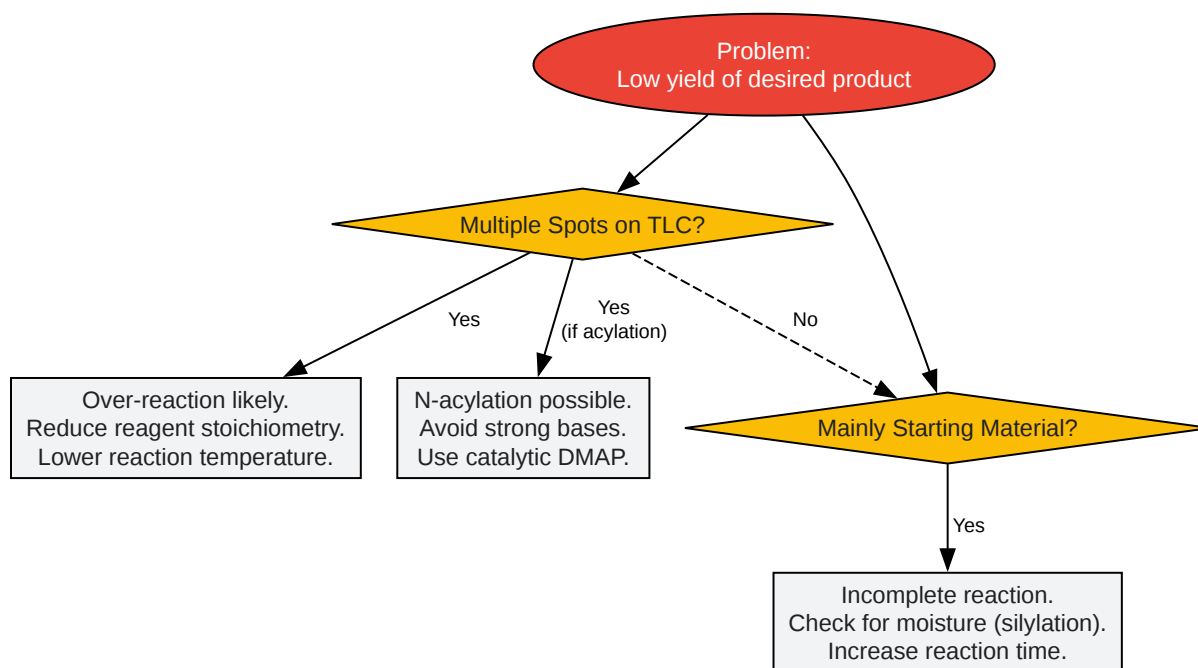 Problem:
Low yield of desired product
Multiple Spots on TLC?
Yes
Yes
(if acylation)
No
Over-reaction likely.
Reduce reagent stoichiometry.
Lower reaction temperature.
N-acylation possible.
Avoid strong bases.
Use catalytic DMAP.
Mainly Starting Material?
Yes
Incomplete reaction.
Check for moisture (silylation).
Increase reaction time.